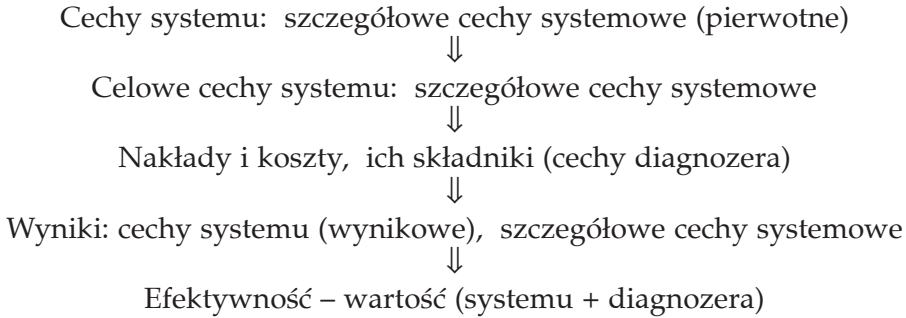 Cechy systemu: szczegółowe cechy systemowe (pierwotne)
⇓
Celowe cechy systemu: szczegółowe cechy systemowe
⇓
Nakłady i koszty, ich składniki (cechy diagnozera)
⇓
Wyniki: cechy systemu (wynikowe), szczegółowe cechy systemowe
⇓
Efektywność – wartość (systemu + diagnozera)